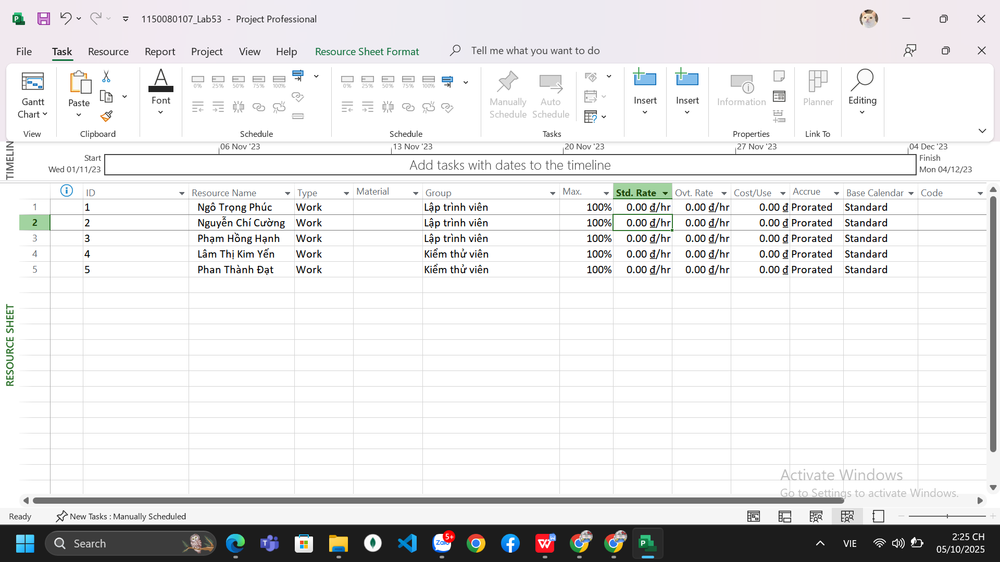 1150080107_Lab53 - Project Professional
File Task Resource Report Project View Help Resource Sheet Format Tell me what you want to do
0% 25% 50% 75% 100%
0% 25% 50% 75% 100%
Gantt Chart
Paste
Font
Manually Schedule
Auto Schedule
Insert
Insert
Information
Planner
Editing
View Clipboard Schedule Schedule Tasks Properties Link To
TIMELIN
06 Nov '23 13 Nov '23 20 Nov '23 27 Nov '23 04 Dec '23
Start
Wed 01/11/23
Add tasks with dates to the timeline
Finish
Mon 04/12/23
ID Resource Name Type Material Group Max. Std. Rate Ovt. Rate Cost/Use Accrue Base Calendar Code
1 1 Ngô Trọng Phúc Work Lập trình viên 100% 0.00 ₫/hr 0.00 ₫/hr 0.00 ₫ Prorated Standard
2 2 Nguyễn Chí Cường Work Lập trình viên 100% 0.00 ₫/hr 0.00 ₫/hr 0.00 ₫ Prorated Standard
3 3 Phạm Hồng Hạnh Work Lập trình viên 100% 0.00 ₫/hr 0.00 ₫/hr 0.00 ₫ Prorated Standard
4 4 Lâm Thị Kim Yến Work Kiểm thử viên 100% 0.00 ₫/hr 0.00 ₫/hr 0.00 ₫ Prorated Standard
5 5 Phan Thành Đạt Work Kiểm thử viên 100% 0.00 ₫/hr 0.00 ₫/hr 0.00 ₫ Prorated Standard
RESOURCE SHEET
Activate Windows
Go to Settings to activate Windows.
Ready New Tasks : Manually Scheduled
Search
Zalo
5+
VIE
2:25 CH
05/10/2025